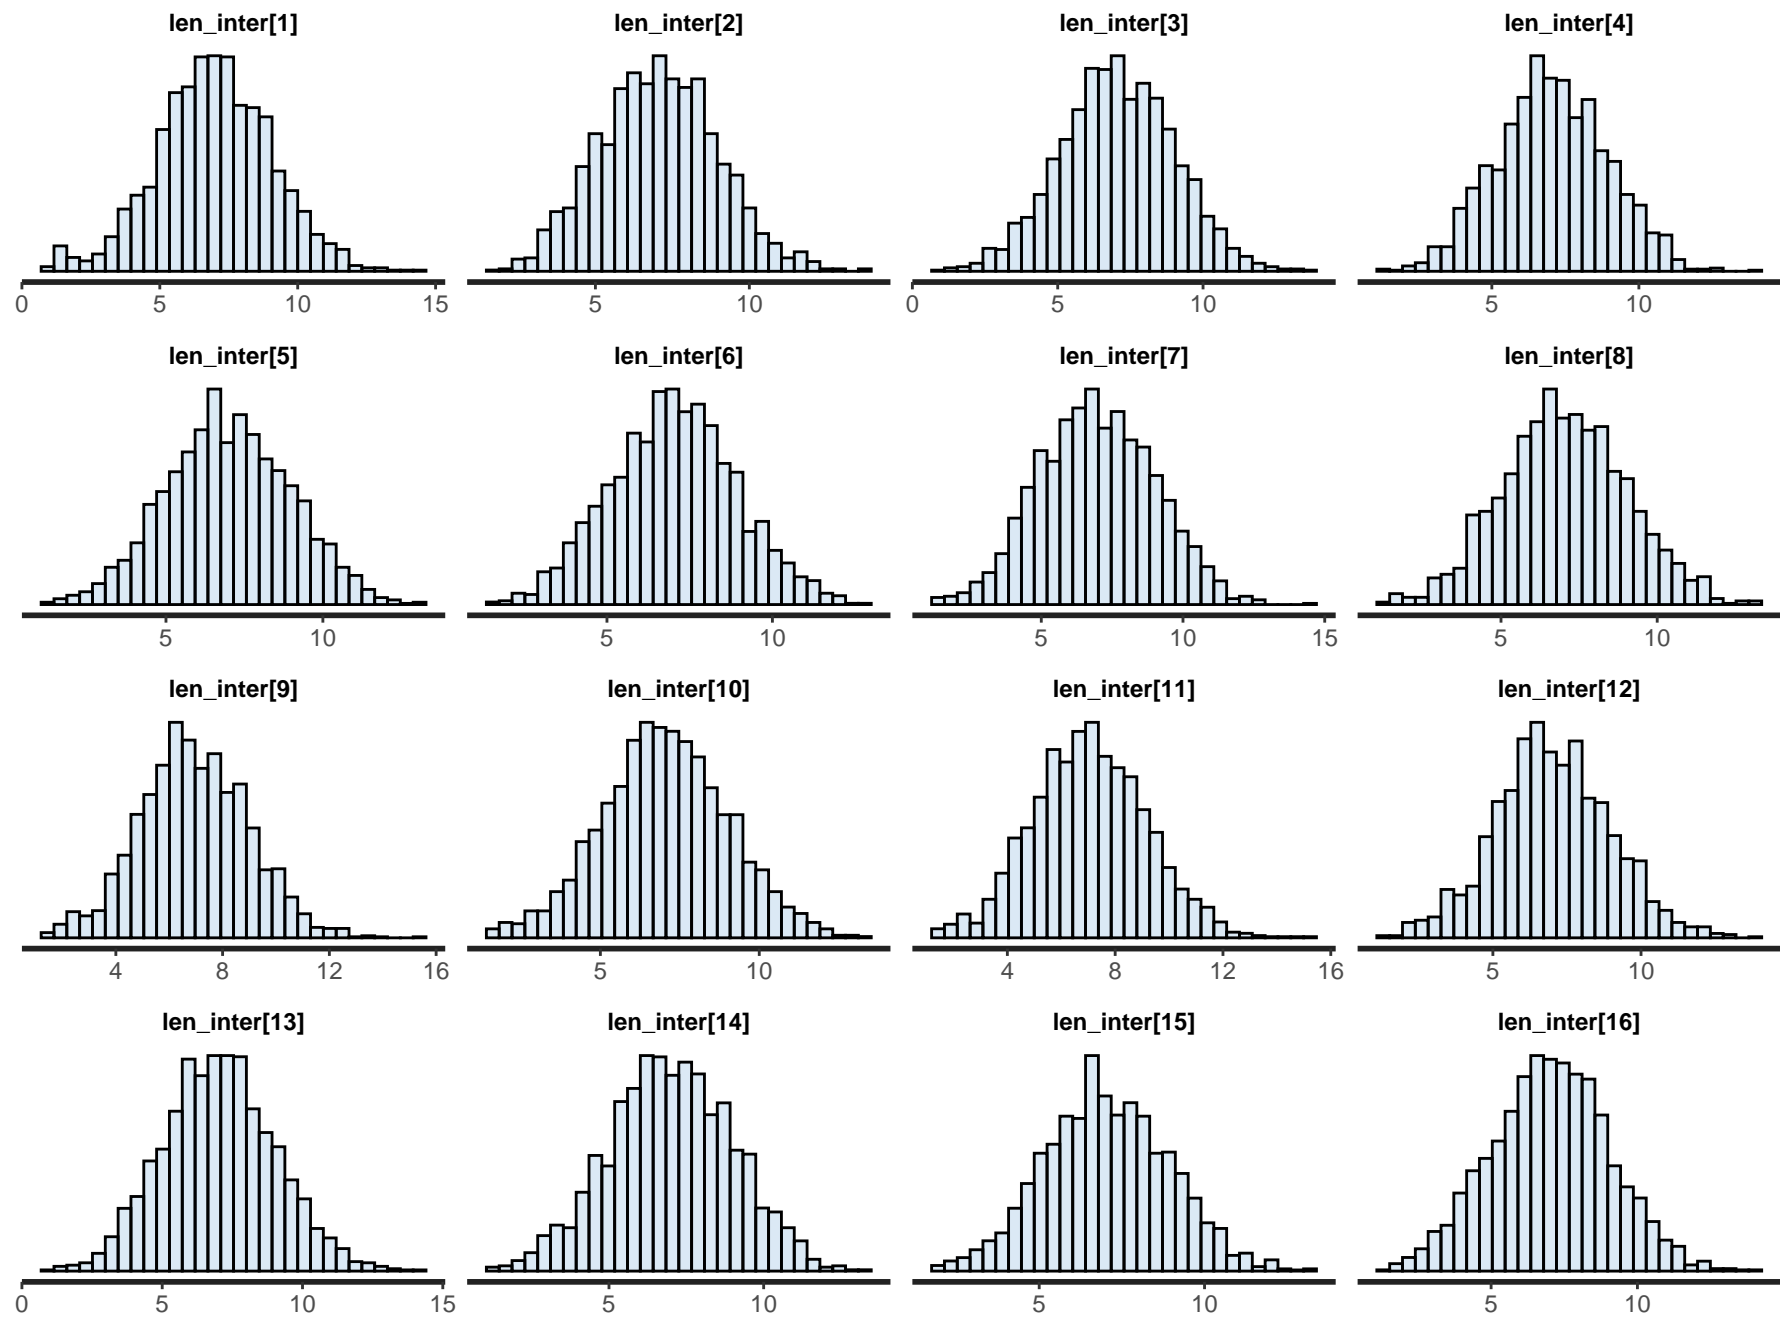 len_inter[1] len_inter[2] len_inter[3] len_inter[4]
0 5 10 15 5 10 0 5 10 5 10
len_inter[5] len_inter[6] len_inter[7] len_inter[8]
5 10 5 10 5 10 15 5 10
len_inter[9] len_inter[10] len_inter[11] len_inter[12]
4 8 12 16 5 10 4 8 12 16 5 10
len_inter[13] len_inter[14] len_inter[15] len_inter[16]
0 5 10 15 5 10 5 10 5 10